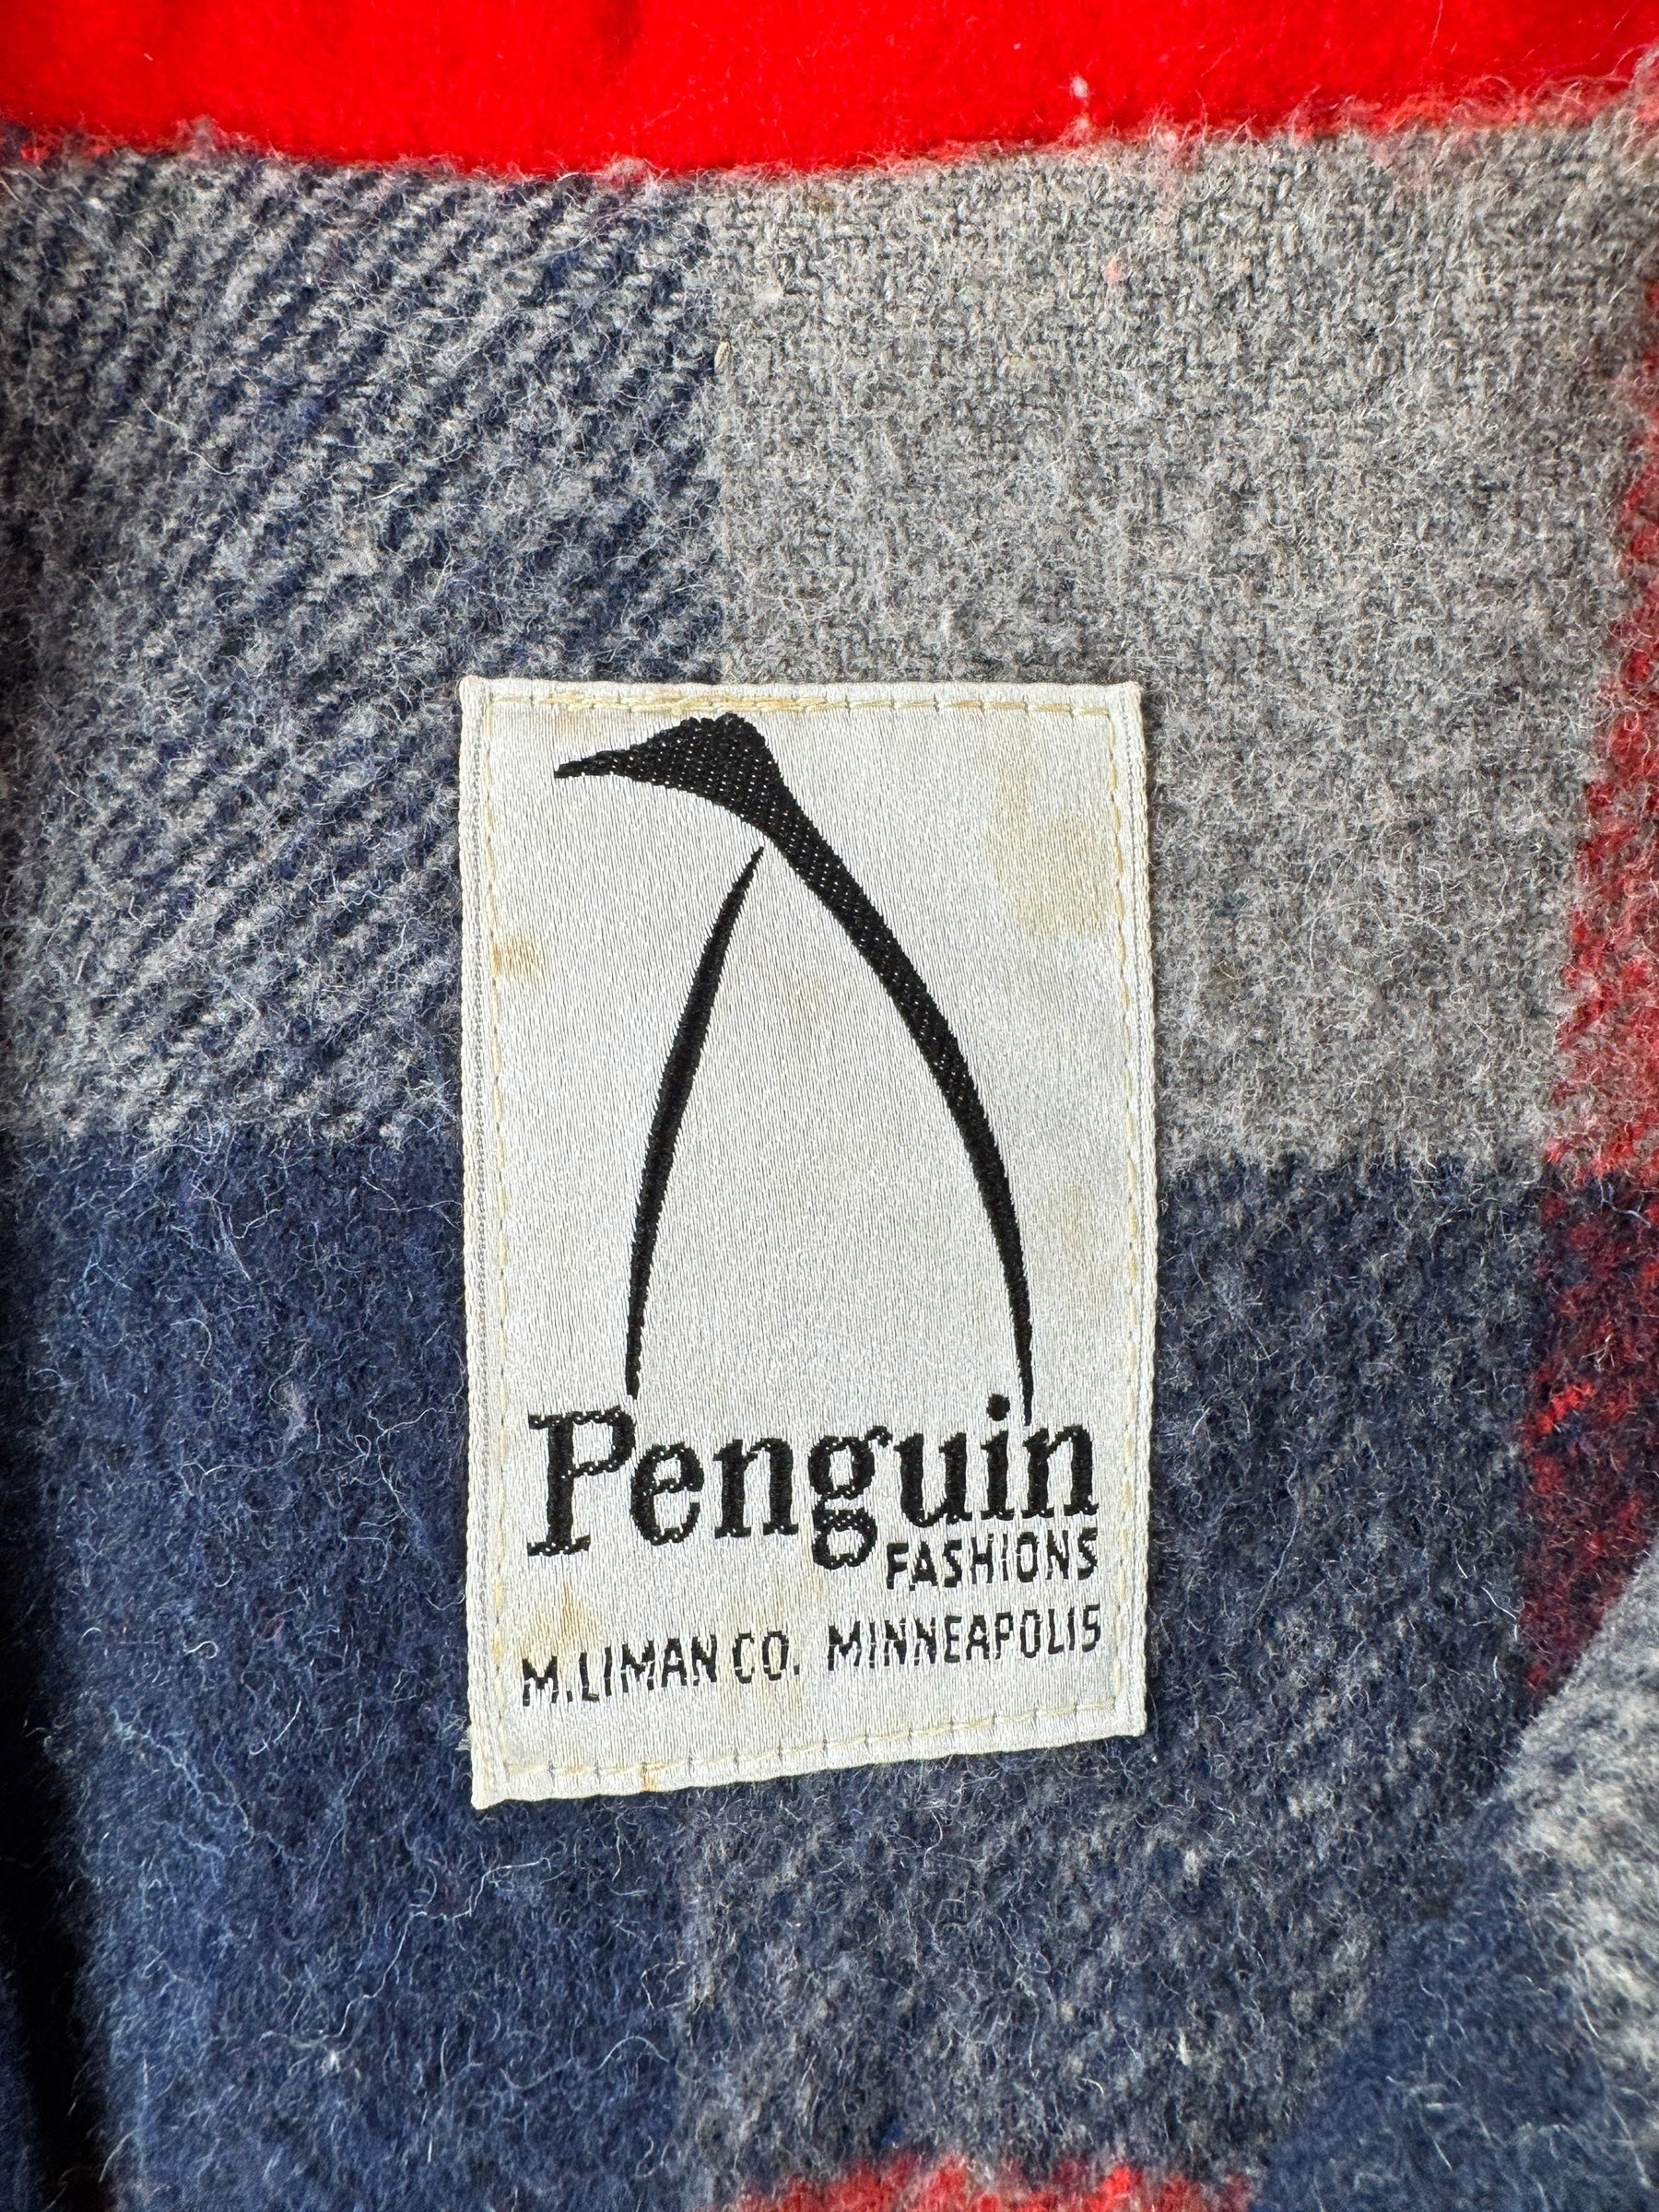 Penguin
FASHIONS
M. LIMAN CO. MINNEAPOLIS